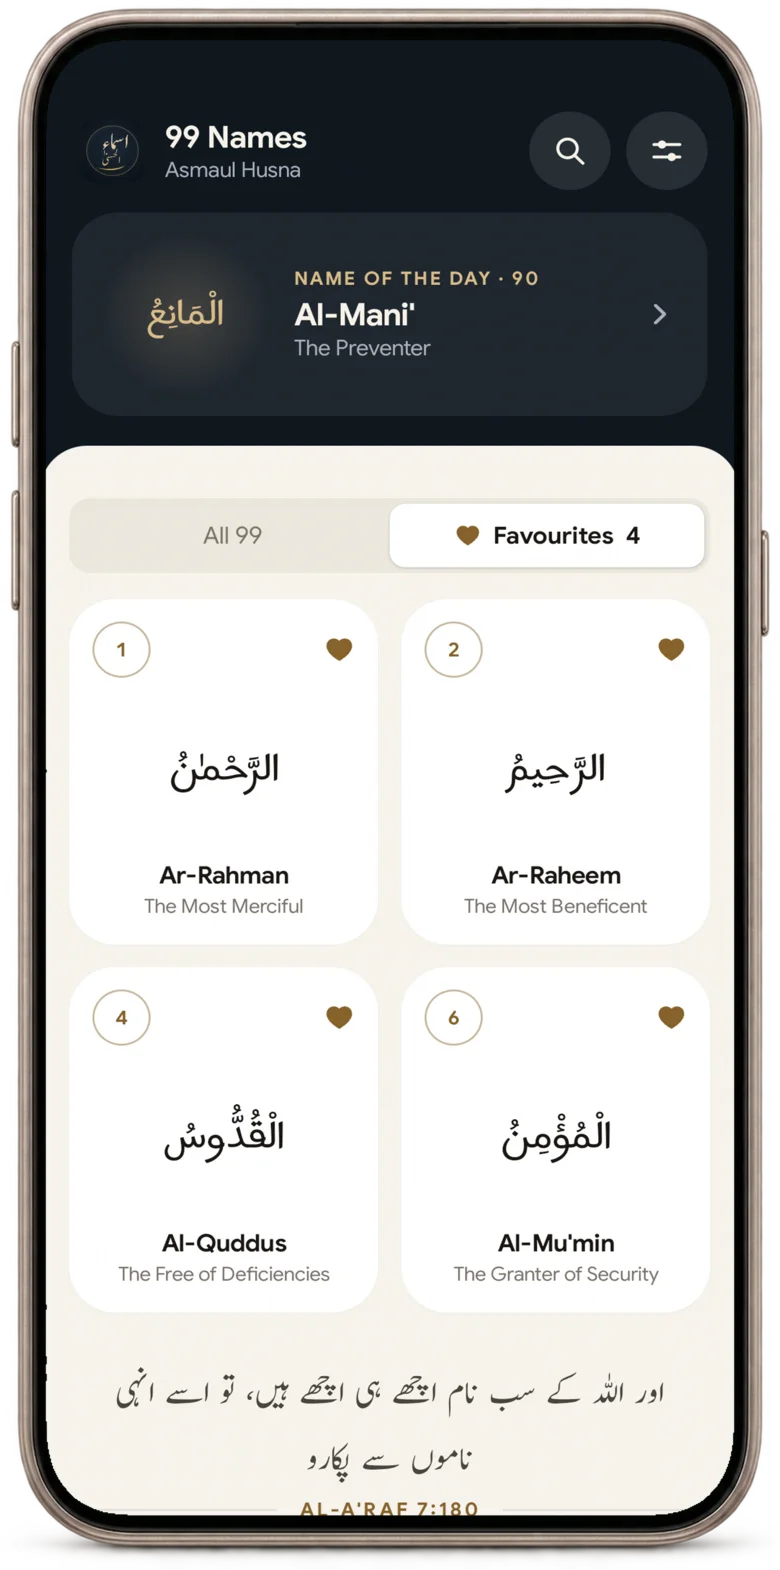 اسماء
الحسنى
99 Names
Asmaul Husna
الْمَانِعُ
NAME OF THE DAY · 90
Al-Mani'
The Preventer
All 99
Favourites 4
1
الرَّحْمٰنُ
Ar-Rahman
The Most Merciful
2
الرَّحِيمُ
Ar-Raheem
The Most Beneficent
4
الْقُدُّوسُ
Al-Quddus
The Free of Deficiencies
6
الْمُؤْمِنُ
Al-Mu'min
The Granter of Security
اور اللہ کے سب نام اچھے ہی اچھے ہیں، تو اسے انہی
ناموں سے پکارو
AL-A'RAF 7:180